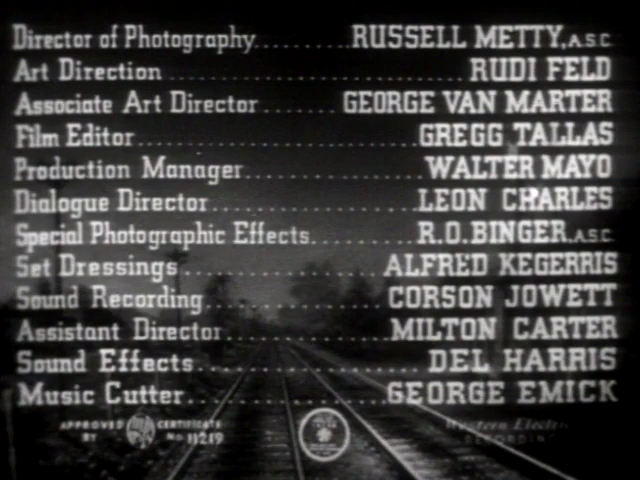 Director of Photography..........RUSSELL METTY, A.S.C.
Art Direction..............................RUDI FELD
Associate Art Director........GEORGE VAN MARTER
Film Editor............................GREGG TALLAS
Production Manager..................WALTER MAYO
Dialogue Director.....................LEON CHARLES
Special Photographic Effects..........R.O. BINGER, A.S.C.
Set Dressings....................ALFRED KEGERRIS
Sound Recording.................CORSON JOWETT
Assistant Director................MILTON CARTER
Sound Effects.......................DEL HARRIS
Music Cutter....................GEORGE EMICK
APPROVED CERTIFICATE
BY No. 11219
Western Electric
RECORDING